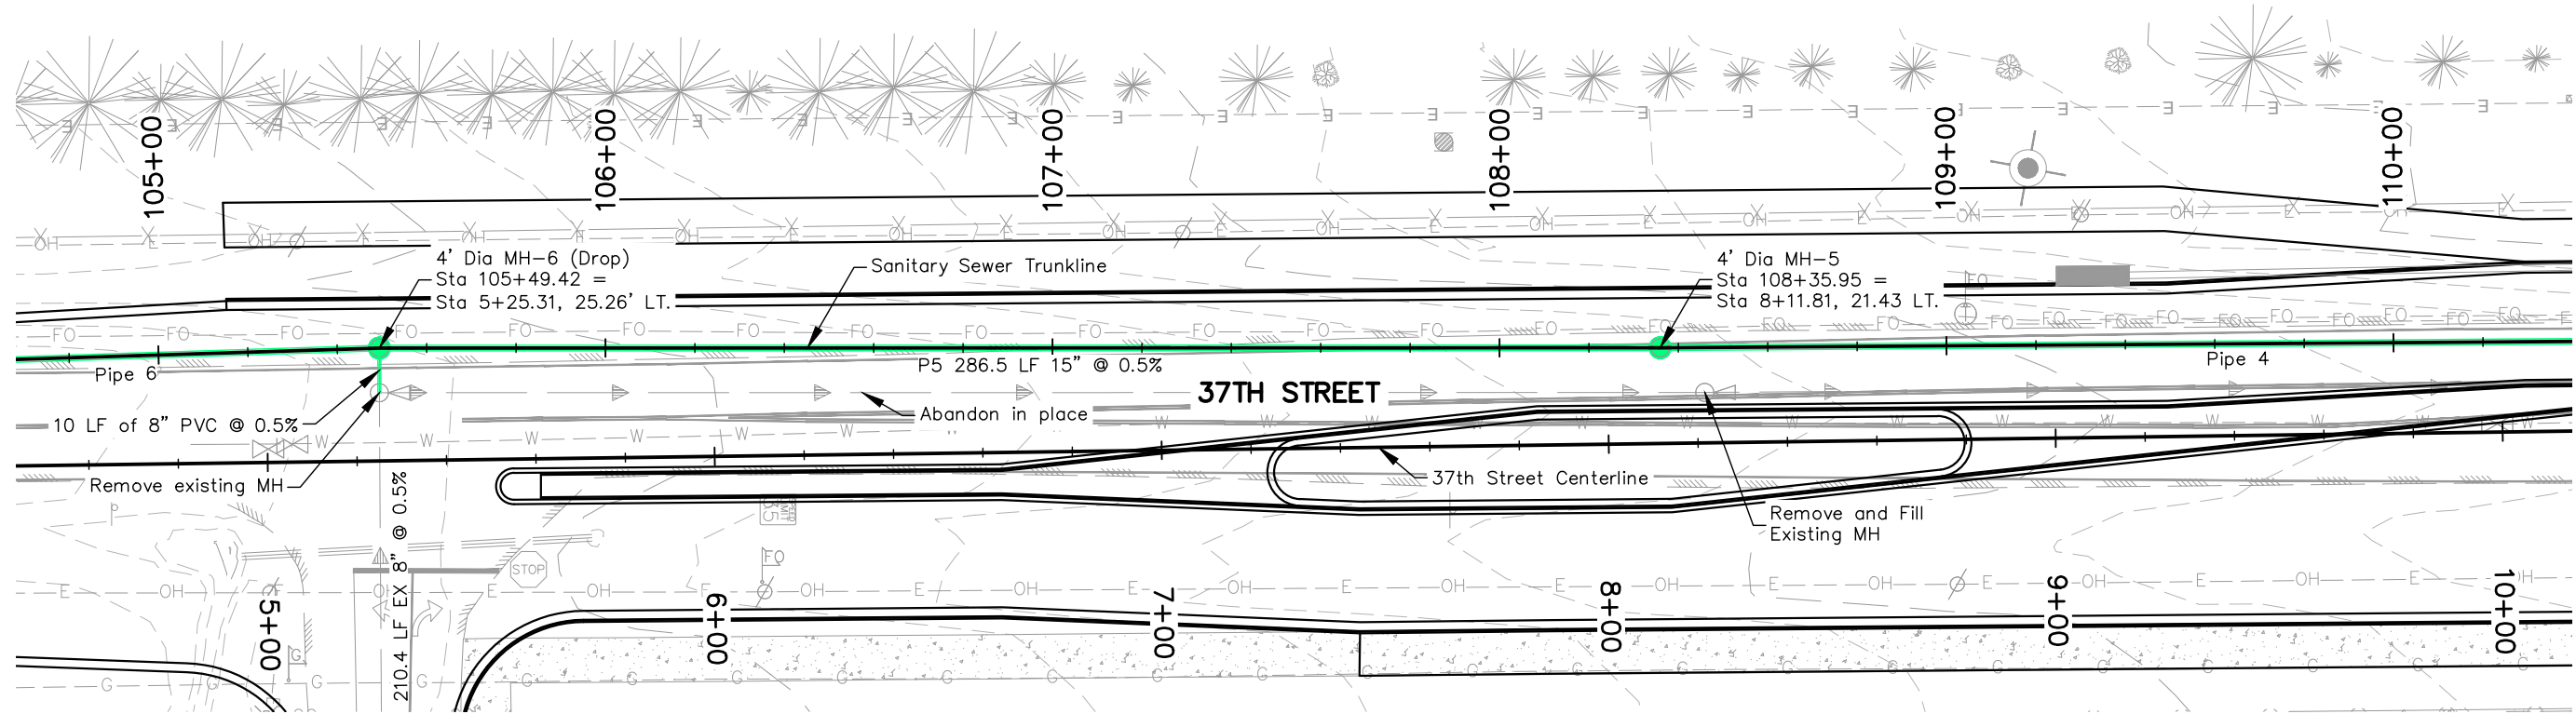 105+00
106+00
107+00
108+00
109+00
110+00
4' Dia MH-6 (Drop)
Sta 105+49.42 =
Sta 5+25.31, 25.26' LT.
Sanitary Sewer Trunkline
4' Dia MH-5
Sta 108+35.95 =
Sta 8+11.81, 21.43 LT.
Pipe 6
P5 286.5 LF 15" @ 0.5%
Pipe 4
37TH STREET
10 LF of 8" PVC @ 0.5%
Abandon in place
Remove existing MH
37th Street Centerline
Remove and Fill
Existing MH
210.4 LF EX 8" @ 0.5%
STOP
FO
5+00
6+00
7+00
8+00
9+00
10+00